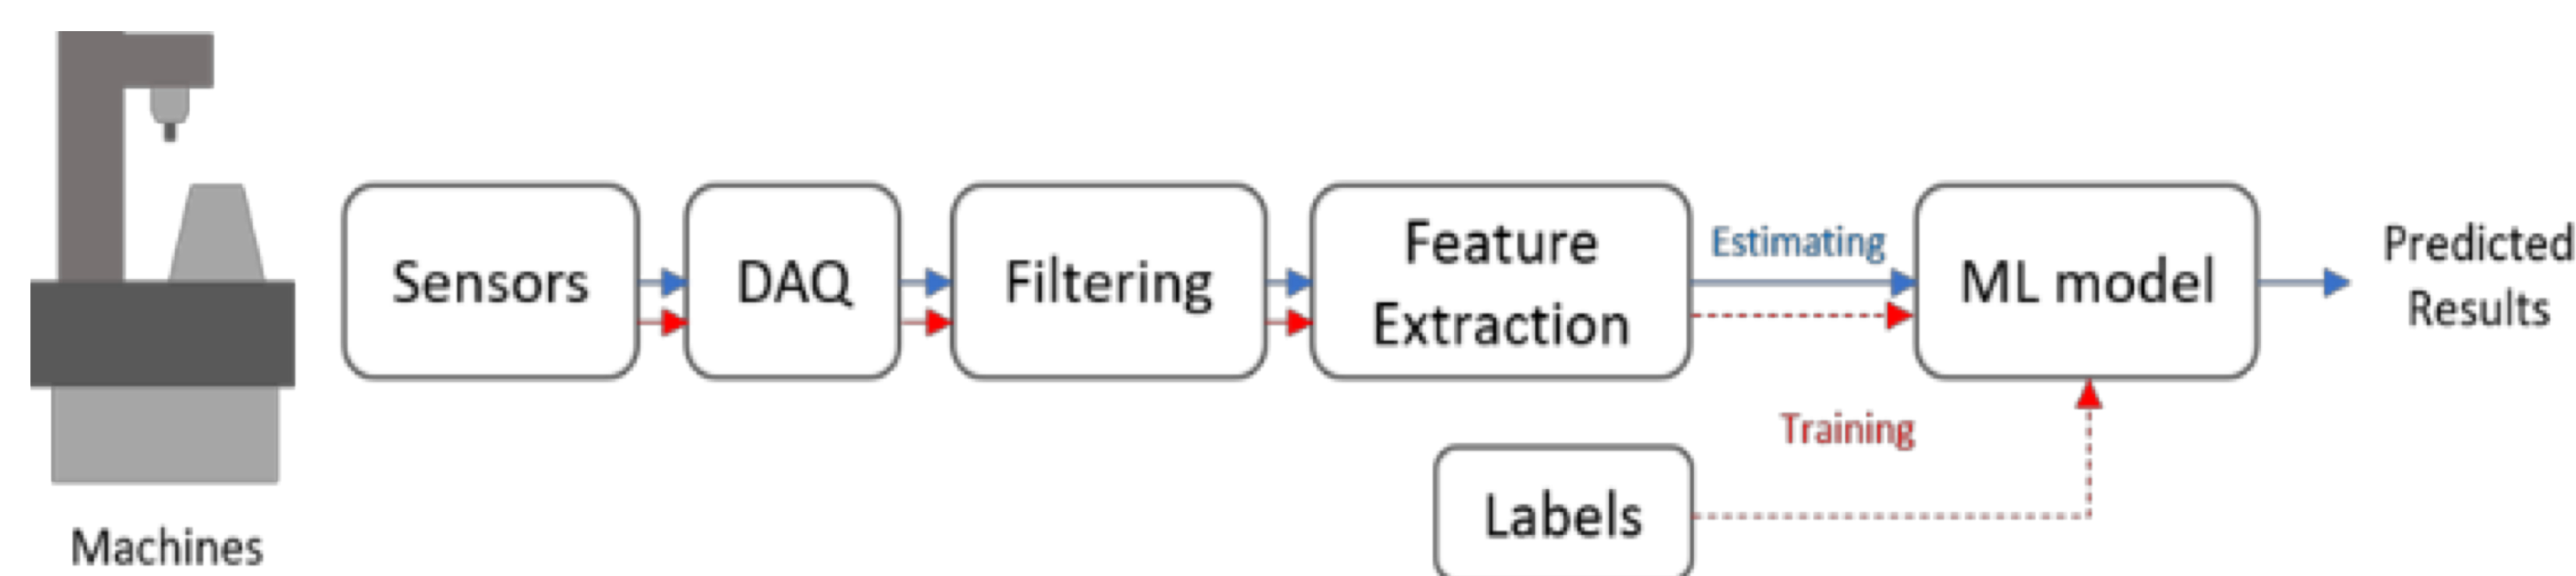 Machines
Sensors
DAQ
Filtering
Feature
Extraction
Estimating
Training
Labels
ML model
Predicted
Results